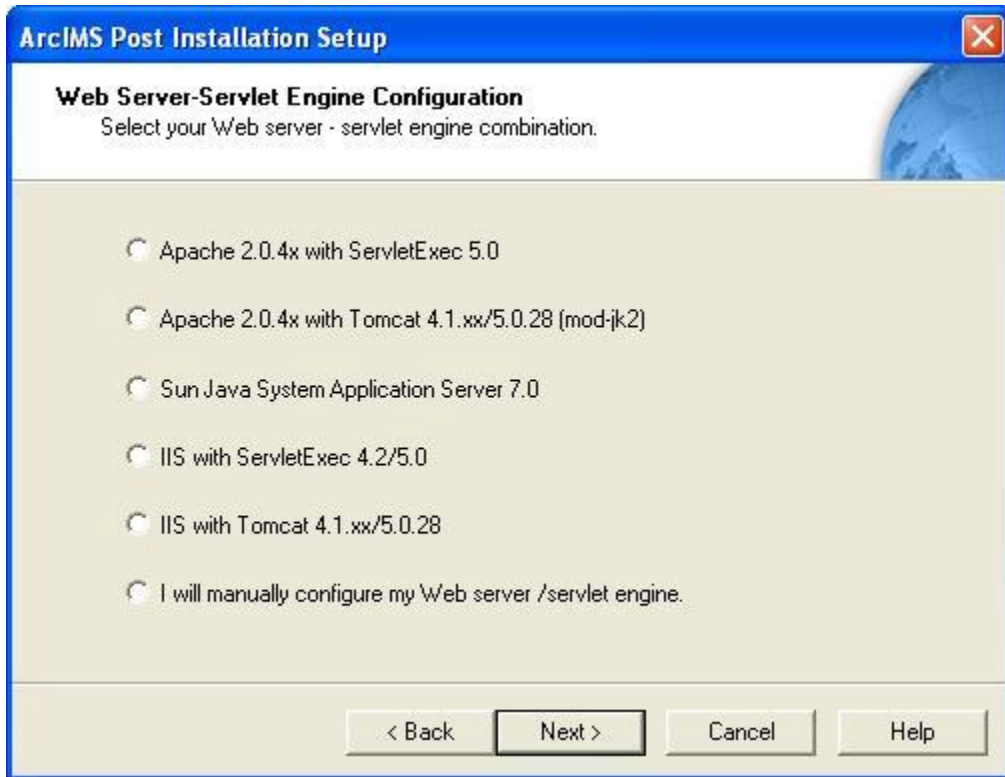 ArcIMS Post Installation Setup
Web Server-Servlet Engine Configuration
Select your Web server - servlet engine combination.
Apache 2.0.4x with ServletExec 5.0
Apache 2.0.4x with Tomcat 4.1.xx/5.0.28 (mod-jk2)
Sun Java System Application Server 7.0
IIS with ServletExec 4.2/5.0
IIS with Tomcat 4.1.xx/5.0.28
I will manually configure my Web server /servlet engine.
< Back Next > Cancel Help